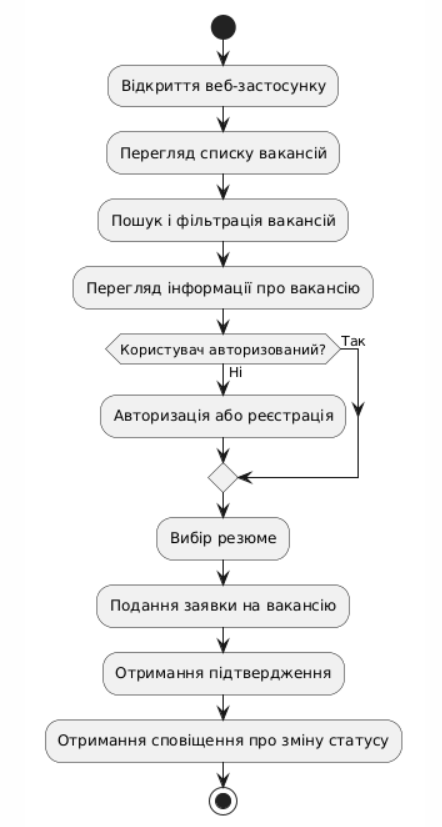 Відкриття веб-застосунку
Перегляд списку вакансій
Пошук і фільтрація вакансій
Перегляд інформації про вакансію
Користувач авторизований?
Так
Ні
Авторизація або реєстрація
Вибір резюме
Подання заявки на вакансію
Отримання підтвердження
Отримання сповіщення про зміну статусу